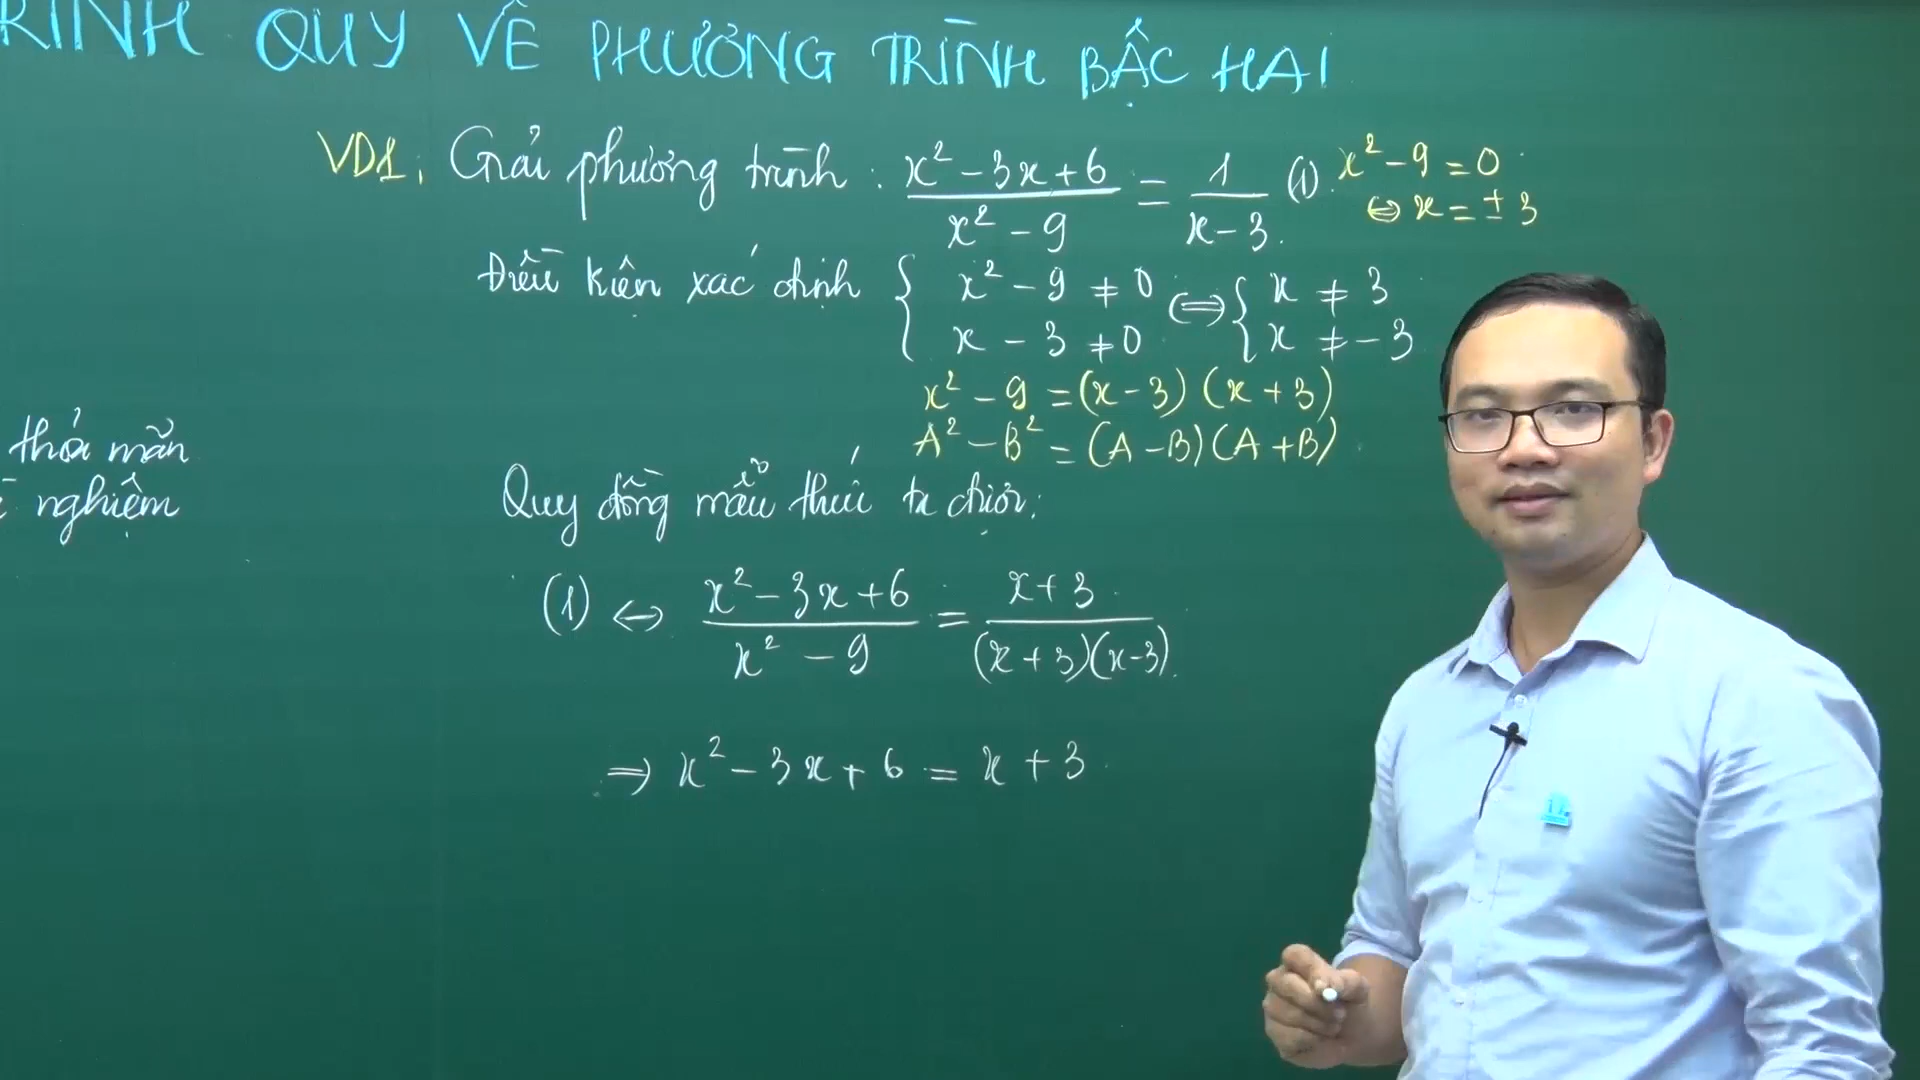 RÌNH QUY VỀ PHƯƠNG TRÌNH BẬC HAI
VD1: Giải phương trình: (x² - 3x + 6)/(x² - 9) = 1/(x - 3) (1)
x² - 9 = 0
⇔ x = ± 3
Điều kiện xác định { x² - 9 ≠ 0 ; x - 3 ≠ 0 ⇔ { x ≠ 3 ; x ≠ -3
x² - 9 = (x - 3)(x + 3)
A² - B² = (A - B)(A + B)
thỏa mãn
nghiệm
Quy đồng mẫu thức ta được:
(1) ⇔ (x² - 3x + 6)/(x² - 9) = (x + 3)/((x + 3)(x - 3))
⇒ x² - 3x + 6 = x + 3